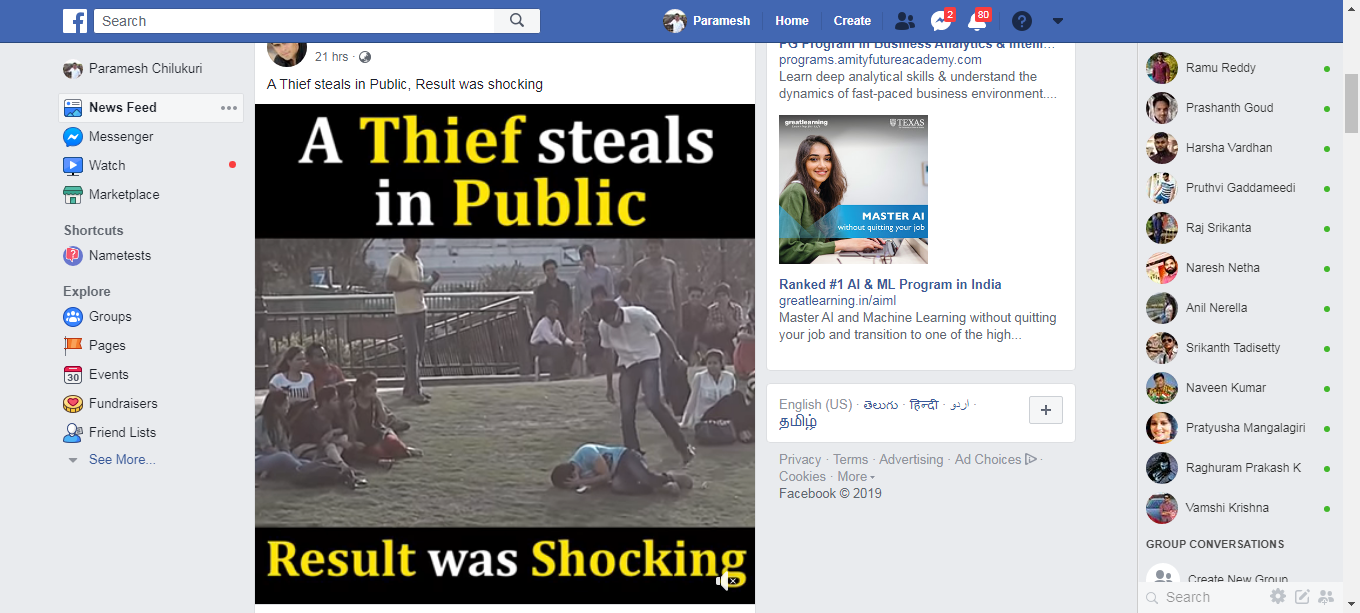 Search
Paramesh
Home
Create
2
80
?
Paramesh Chilukuri
News Feed
Messenger
Watch
Marketplace
Shortcuts
Nametests
Explore
Groups
Pages
30
Events
Fundraisers
Friend Lists
See More...
21 hrs ·
A Thief steals in Public, Result was shocking
A Thief steals
in Public
Result was Shocking
PG Program in Business Analytics & Intelli...
programs.amityfutureacademy.com
Learn deep analytical skills & understand the
dynamics of fast-paced business environment....
greatlearning
TEXAS
MASTER AI
without quitting your job
Ranked #1 AI & ML Program in India
greatlearning.in/aiml
Master AI and Machine Learning without quitting
your job and transition to one of the high...
English (US) · తెలుగు · हिन्दी · اردو ·
தமிழ்
Privacy · Terms · Advertising · Ad Choices ·
Cookies · More
Facebook © 2019
Ramu Reddy
Prashanth Goud
Harsha Vardhan
Pruthvi Gaddameedi
Raj Srikanta
Naresh Netha
Anil Nerella
Srikanth Tadisetty
Naveen Kumar
Pratyusha Mangalagiri
Raghuram Prakash K
Vamshi Krishna
GROUP CONVERSATIONS
Create New Group
Search